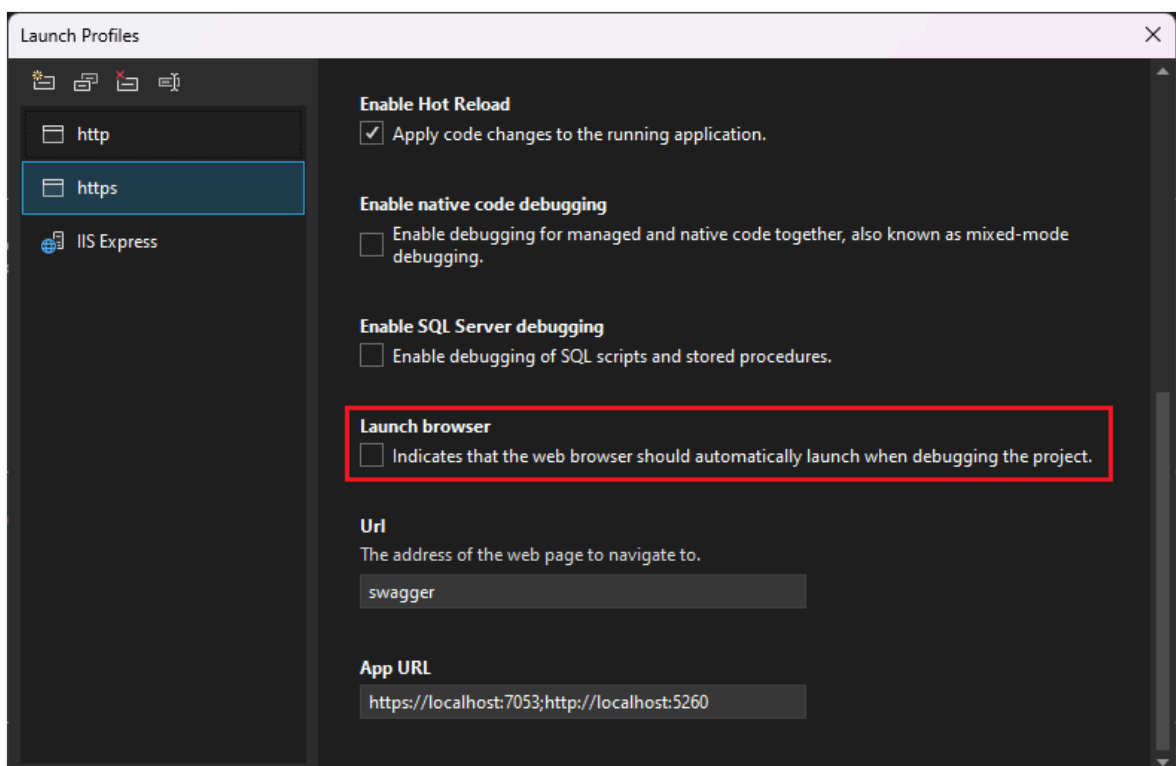 Launch Profiles
http
https
IIS Express
Enable Hot Reload
Apply code changes to the running application.
Enable native code debugging
Enable debugging for managed and native code together, also known as mixed-mode
debugging.
Enable SQL Server debugging
Enable debugging of SQL scripts and stored procedures.
Launch browser
Indicates that the web browser should automatically launch when debugging the project.
Url
The address of the web page to navigate to.
swagger
App URL
https://localhost:7053;http://localhost:5260